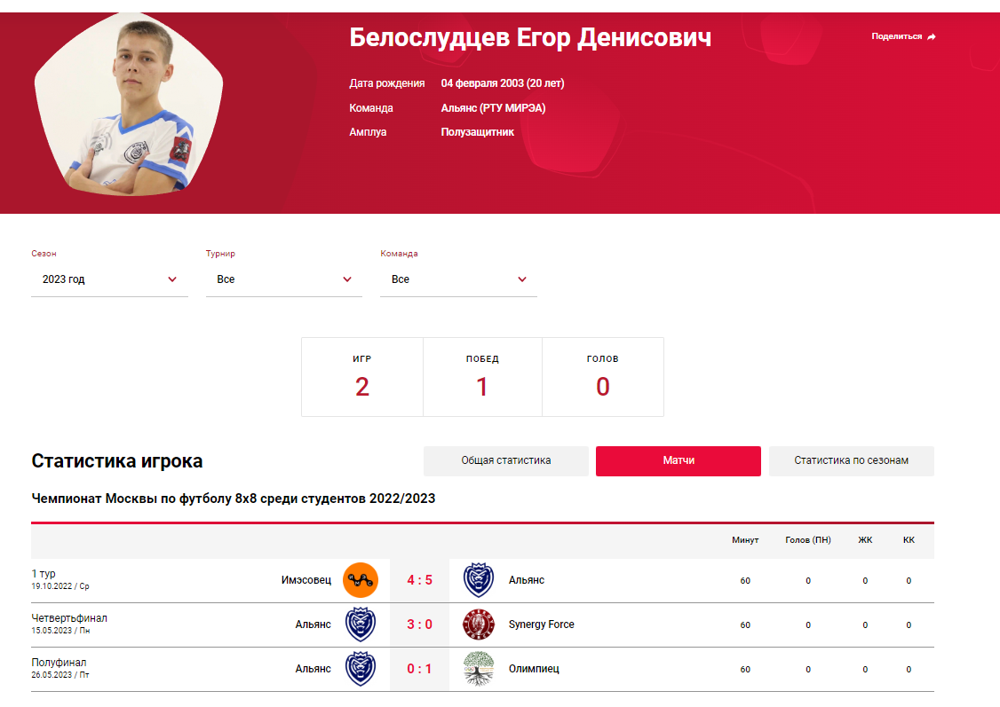 Белослудцев Егор Денисович
Поделиться
Дата рождения 04 февраля 2003 (20 лет)
Команда Альянс (РТУ МИРЭА)
Амплуа Полузащитник
Сезон Турнир Команда
2023 год Все Все
ИГР ПОБЕД ГОЛОВ
2 1 0
Статистика игрока Общая статистика Матчи Статистика по сезонам
Чемпионат Москвы по футболу 8х8 среди студентов 2022/2023
Минут Голов (ПН) ЖК КК
1 тур
19.10.2022 / Ср
Имэсовец 4 : 5 Альянс 60 0 0 0
Четвертьфинал
15.05.2023 / Пн
Альянс 3 : 0 Synergy Force 60 0 0 0
Полуфинал
26.05.2023 / Пт
Альянс 0 : 1 Олимпиец 60 0 0 0